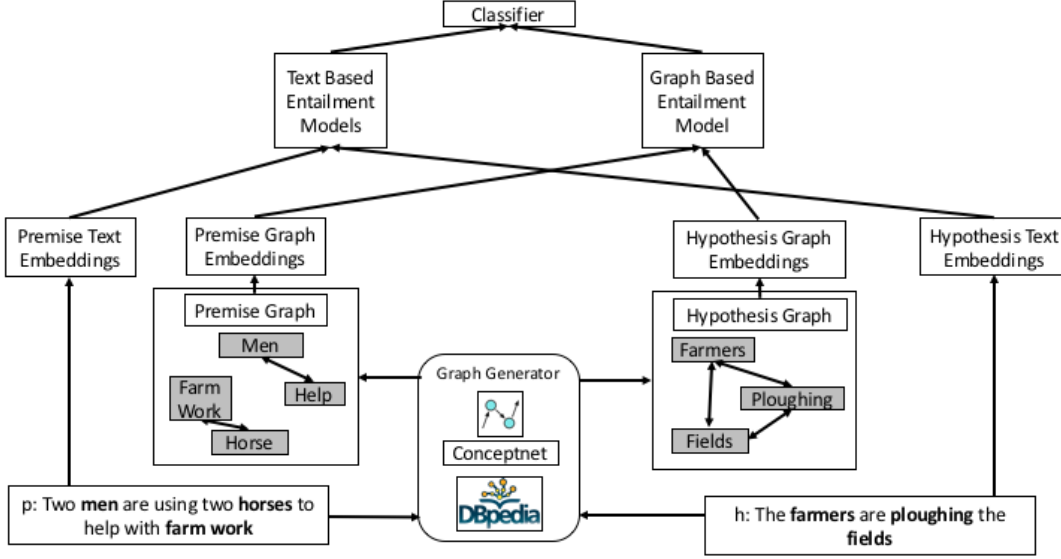 Classifier
Text Based
Entailment
Models
Graph Based
Entailment
Model
Premise Text
Embeddings
Premise Graph
Embeddings
Hypothesis Graph
Embeddings
Hypothesis Text
Embeddings
Premise Graph
Men
Help
Farm
Work
Horse
Graph Generator
Conceptnet
DBpedia
Hypothesis Graph
Farmers
Ploughing
Fields
p: Two men are using two horses to
help with farm work
h: The farmers are ploughing the
fields